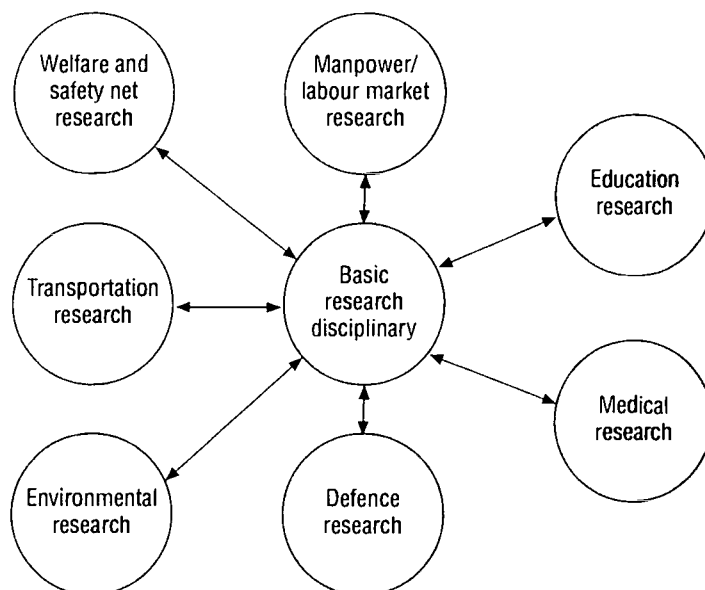 Welfare and
safety net
research
Manpower/
labour market
research
Education
research
Transportation
research
Basic
research
disciplinary
Medical
research
Environmental
research
Defence
research